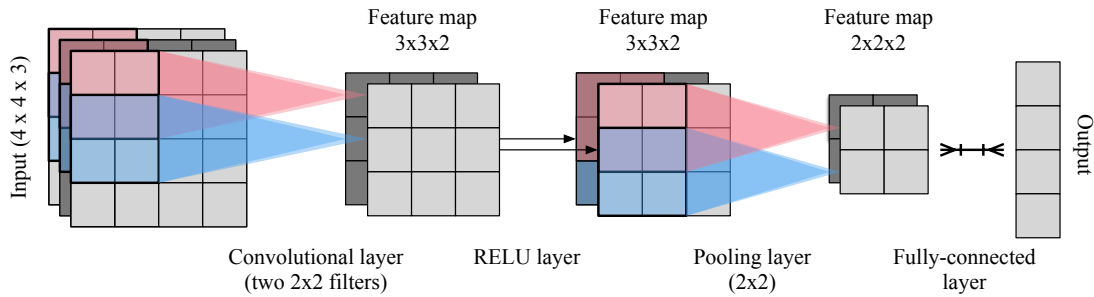 Feature map
3x3x2
Feature map
3x3x2
Feature map
2x2x2
Input (4 x 4 x 3)
Output
Convolutional layer
(two 2x2 filters)
RELU layer
Pooling layer
(2x2)
Fully-connected
layer